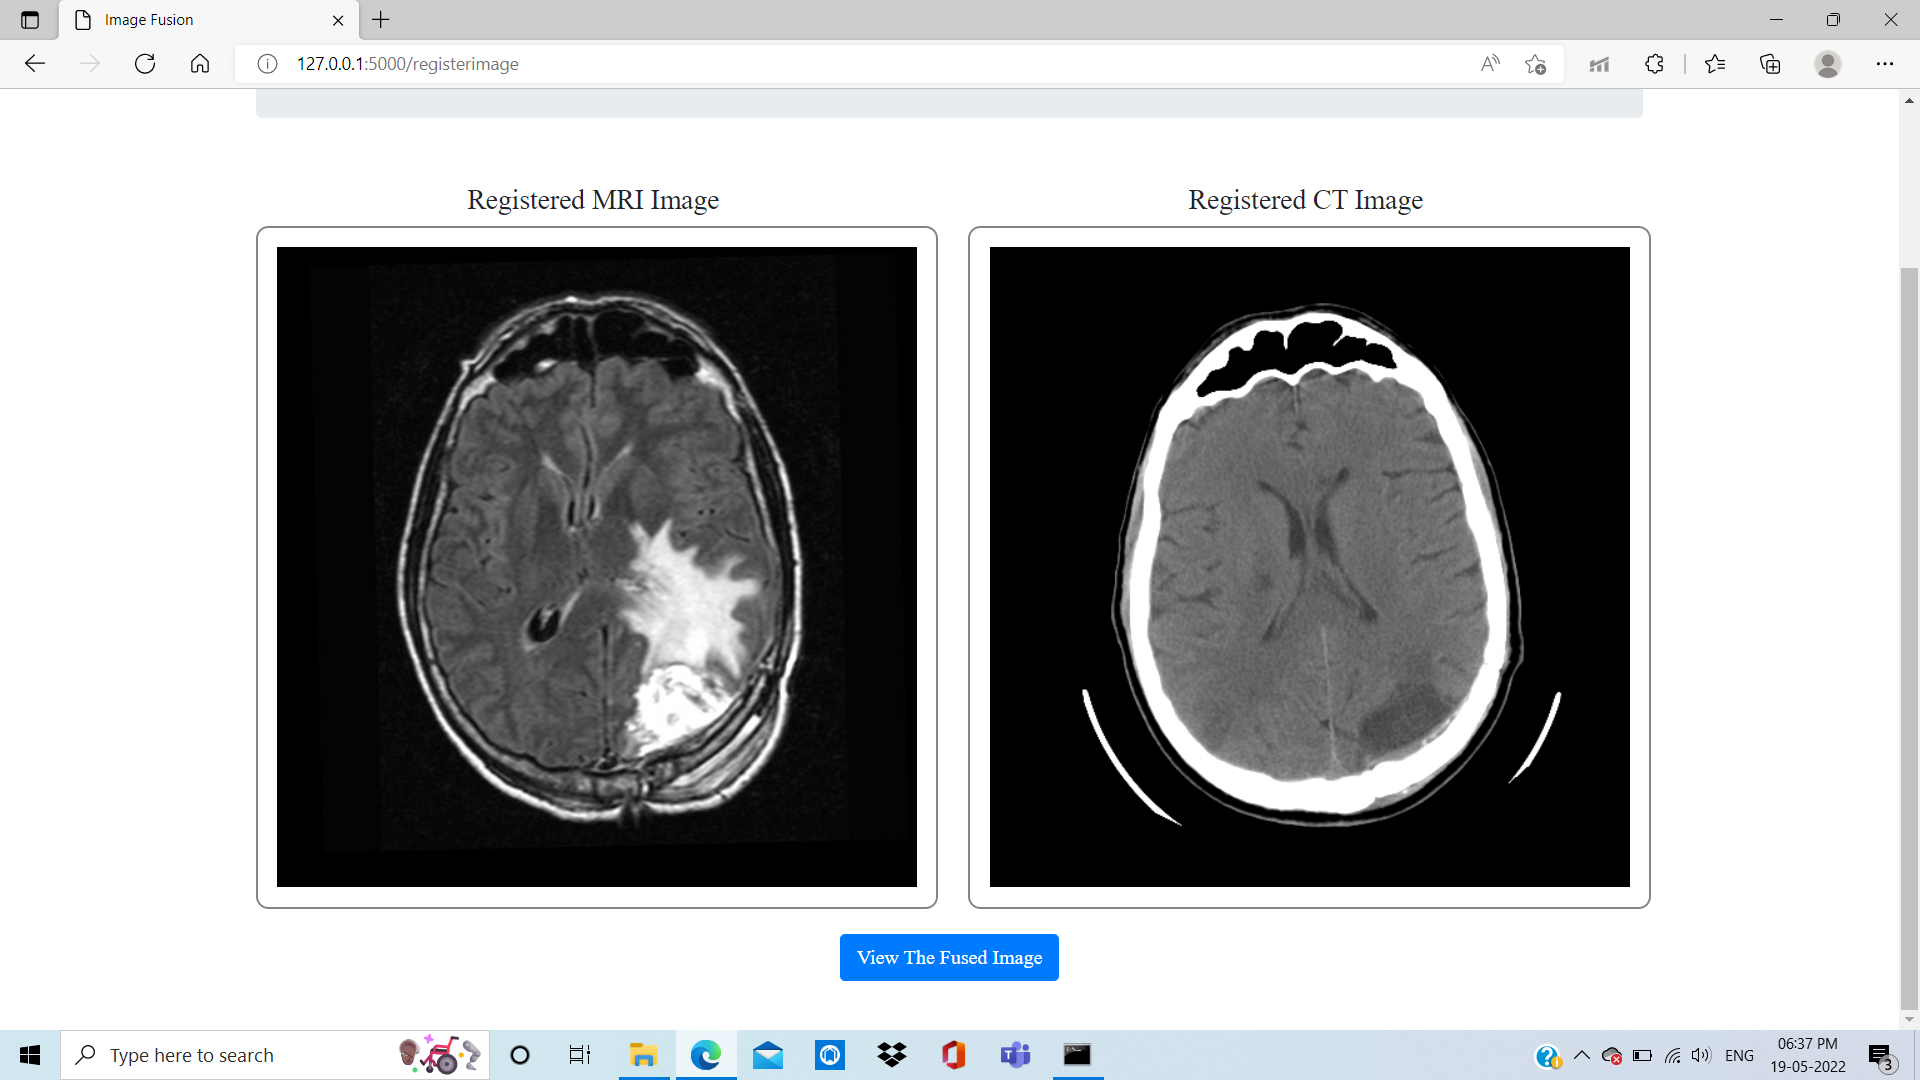 Image Fusion
127.0.0.1:5000/registerimage
Registered MRI Image
Registered CT Image
View The Fused Image
Type here to search
ENG
06:37 PM
19-05-2022
3